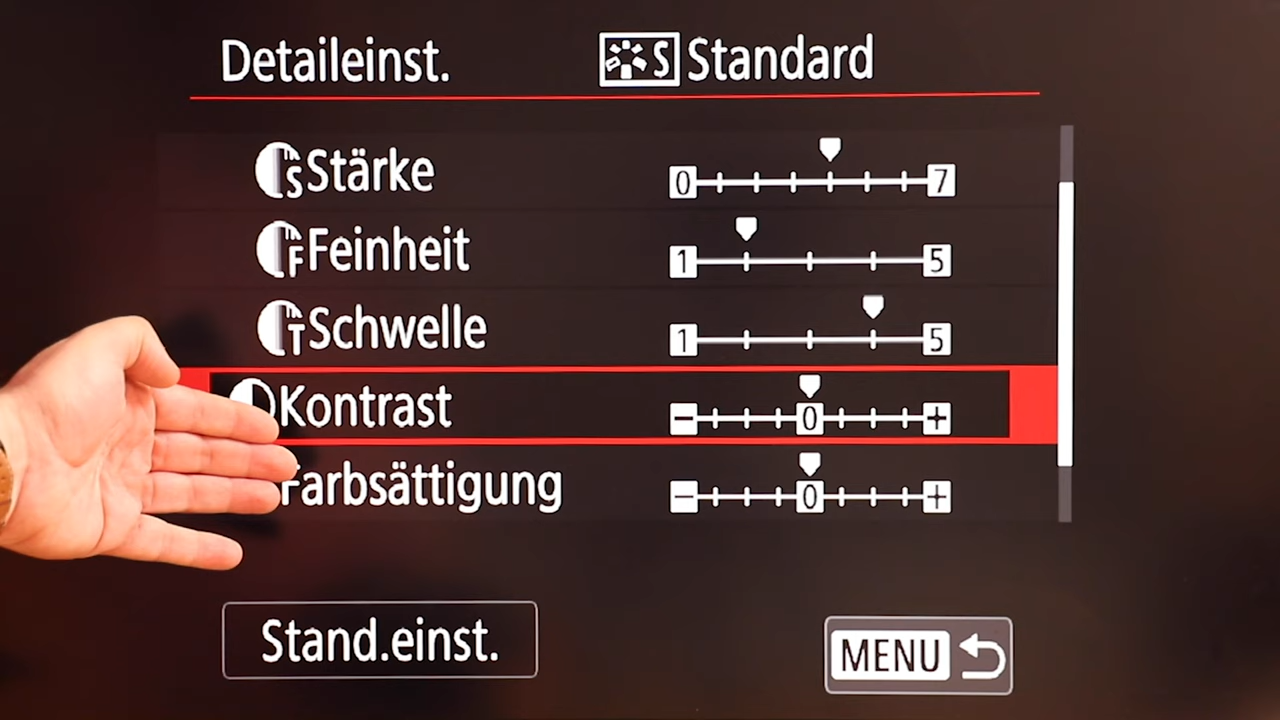 Detaileinst. S Standard
S Stärke 0 7
F Feinheit 1 5
T Schwelle 1 5
Kontrast − 0 +
Farbsättigung − 0 +
Stand.einst. MENU